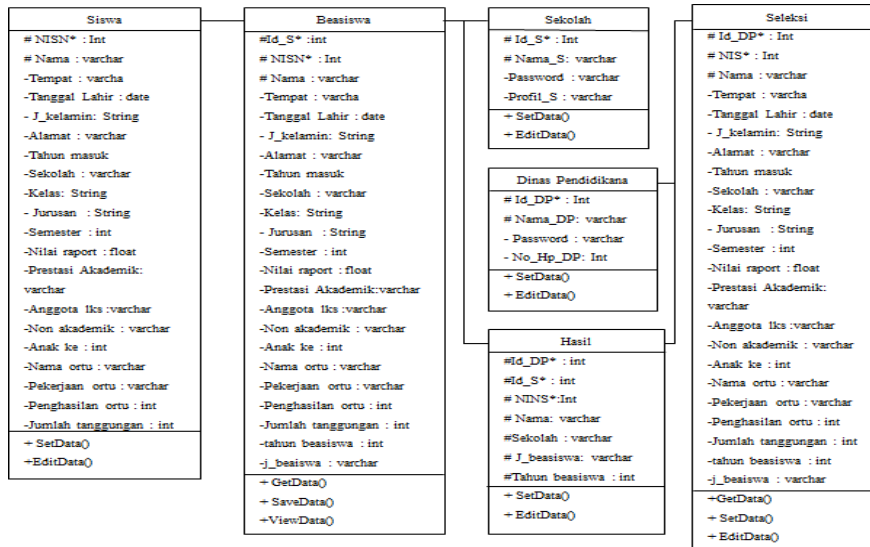 Siswa
# NISN* : Int
# Nama : varchar
-Tempat : varcha
-Tanggal Lahir : date
- J_kelamin: String
-Alamat : varchar
-Tahun masuk
-Sekolah : varchar
-Kelas: String
- Jurusan : String
-Semester : int
-Nilai raport : float
-Prestasi Akademik:
varchar
-Anggota lks :varchar
-Non akademik : varchar
-Anak ke : int
-Nama ortu : varchar
-Pekerjaan ortu : varchar
-Penghasilan ortu : int
-Jumlah tanggungan : int
+ SetData()
+EditData()
Beasiswa
#Id_S* :int
# NISN* : Int
# Nama : varchar
-Tempat : varcha
-Tanggal Lahir : date
- J_kelamin: String
-Alamat : varchar
-Tahun masuk
-Sekolah : varchar
-Kelas: String
- Jurusan : String
-Semester : int
-Nilai raport : float
-Prestasi Akademik:varchar
-Anggota lks :varchar
-Non akademik : varchar
-Anak ke : int
-Nama ortu : varchar
-Pekerjaan ortu : varchar
-Penghasilan ortu : int
-Jumlah tanggungan : int
-tahun beasiswa : int
-j_beaiswa : varchar
+ GetData()
+ SaveData()
+ViewData()
Sekolah
# Id_S* : Int
# Nama_S: varchar
-Password : varchar
-Profil_S : varchar
+ SetData()
+ EditData()
Dinas Pendidikana
# Id_DP* : Int
# Nama_DP: varchar
- Password : varchar
- No_Hp_DP: Int
+ SetData()
+ EditData()
Hasil
#Id_DP* : int
#Id_S* : int
# NINS*:Int
# Nama: varchar
#Sekolah : varchar
# J_beasiswa: varchar
#Tahun beasiswa : int
+ SetData()
+ EditData()
Seleksi
# Id_DP* : Int
# NIS* : Int
# Nama : varchar
-Tempat : varcha
-Tanggal Lahir : date
- J_kelamin: String
-Alamat : varchar
-Tahun masuk
-Sekolah : varchar
-Kelas: String
- Jurusan : String
-Semester : int
-Nilai raport : float
-Prestasi Akademik:
varchar
-Anggota lks :varchar
-Non akademik : varchar
-Anak ke : int
-Nama ortu : varchar
-Pekerjaan ortu : varchar
-Penghasilan ortu : int
-Jumlah tanggungan : int
-tahun beasiswa : int
-j_beaiswa : varchar
+GetData()
+ SetData()
+ EditData()